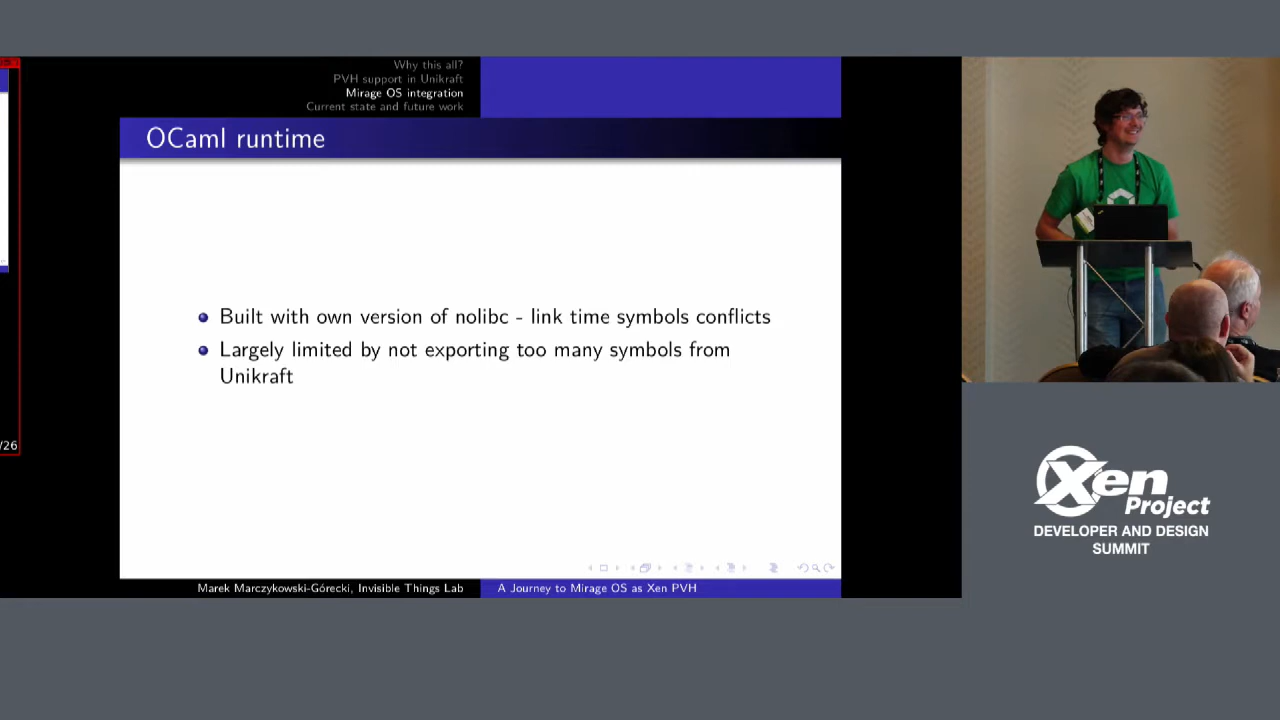 Why this all?
PVH support in Unikraft
Mirage OS integration
Current state and future work
OCaml runtime
Built with own version of nolibc - link time symbols conflicts
Largely limited by not exporting too many symbols from
Unikraft
/26
Marek Marczykowski-Górecki, Invisible Things Lab
A Journey to Mirage OS as Xen PVH
Xen
Project
DEVELOPER AND DESIGN
SUMMIT